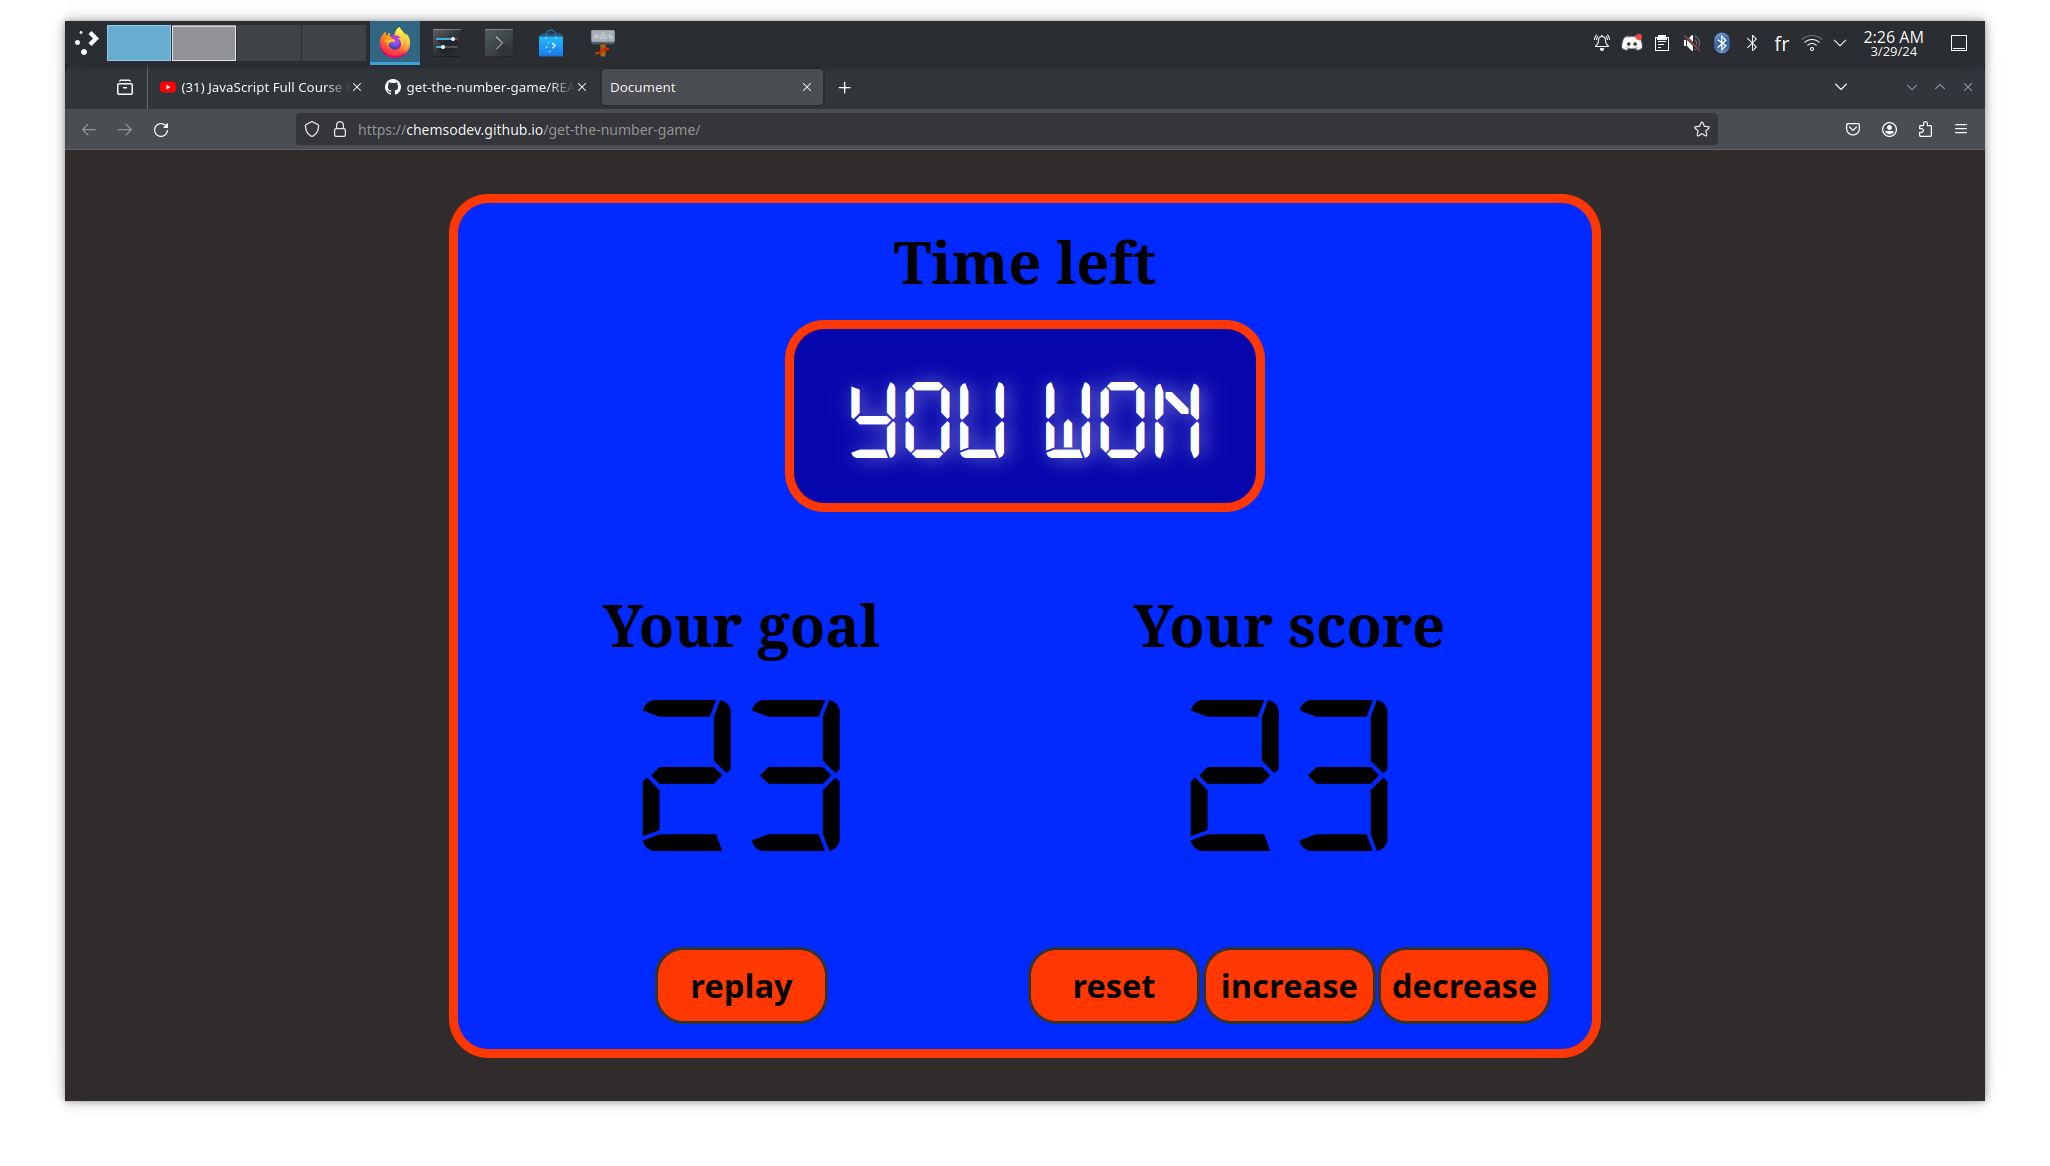 fr
2:26 AM
3/29/24
(31) JavaScript Full Course
get-the-number-game/REA
Document
https://chemsodev.github.io/get-the-number-game/
Time left
YOU WON
Your goal
Your score
23
23
replay
reset
increase
decrease